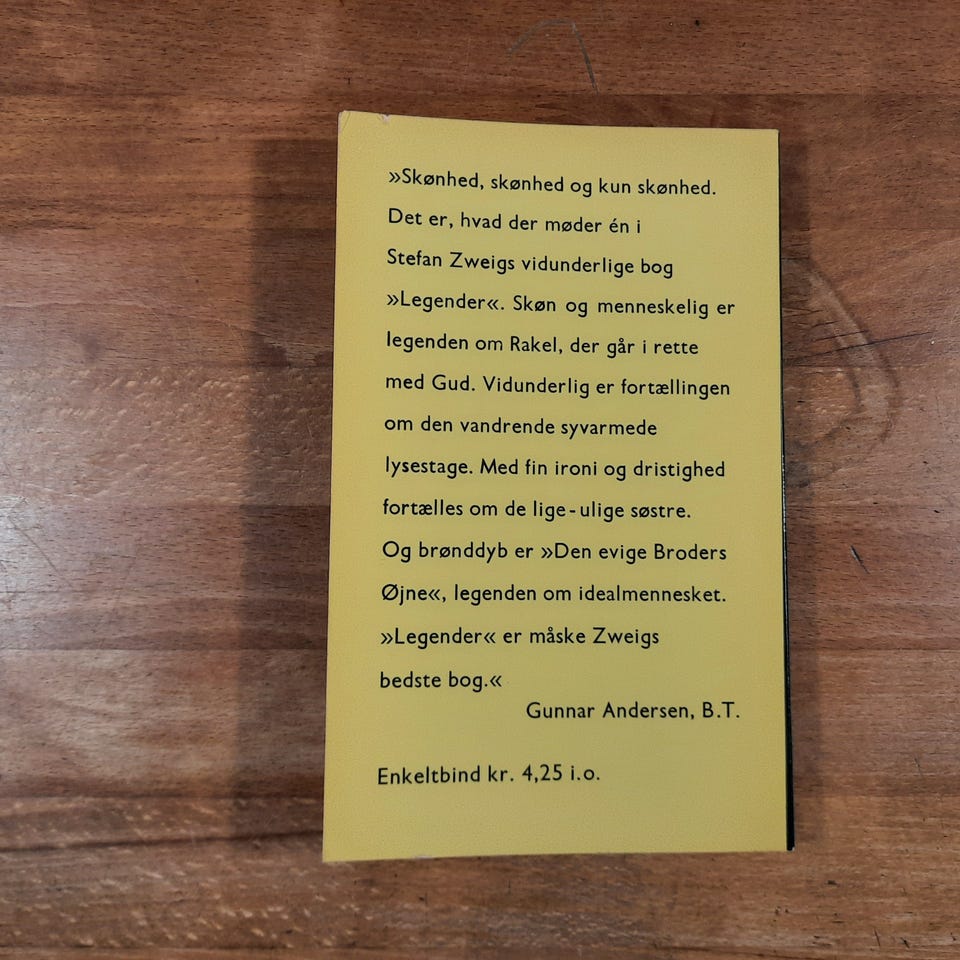 »Skønhed, skønhed og kun skønhed.
Det er, hvad der møder én i
Stefan Zweigs vidunderlige bog
»Legender«. Skøn og menneskelig er
legenden om Rakel, der går i rette
med Gud. Vidunderlig er fortællingen
om den vandrende syvarmede
lysestage. Med fin ironi og dristighed
fortælles om de lige-ulige søstre.
Og brønddyb er »Den evige Broders
Øjne«, legenden om idealmennesket.
»Legender« er måske Zweigs
bedste bog.«
Gunnar Andersen, B.T.
Enkeltbind kr. 4,25 i.o.